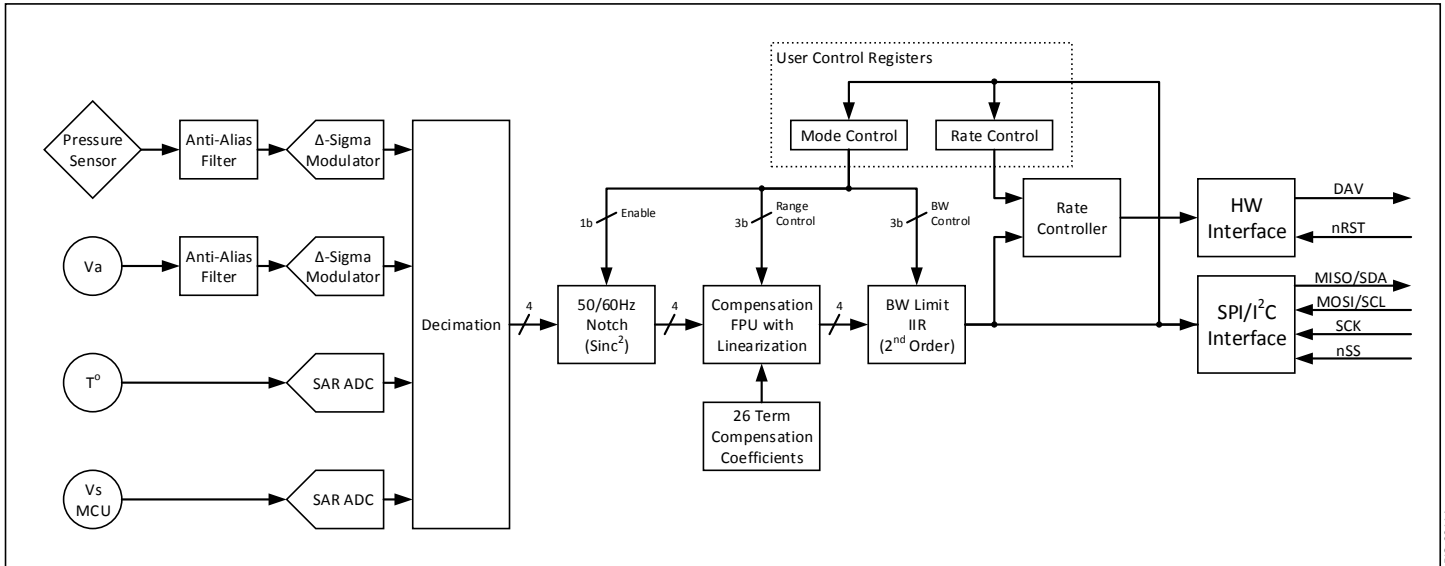 User Control Registers
Mode Control
Rate Control
Pressure
Sensor
Anti-Alias
Filter
Δ-Sigma
Modulator
Va
Anti-Alias
Filter
Δ-Sigma
Modulator
T°
SAR ADC
Vs
MCU
SAR ADC
Decimation
4
1b
Enable
50/60Hz
Notch
(Sinc²)
4
3b
Range
Control
Compensation
FPU with
Linearization
26 Term
Compensation
Coefficients
4
3b
BW
Control
BW Limit
IIR
(2nd Order)
Rate
Controller
HW
Interface
DAV
nRST
SPI/I²C
Interface
MISO/SDA
MOSI/SCL
SCK
nSS